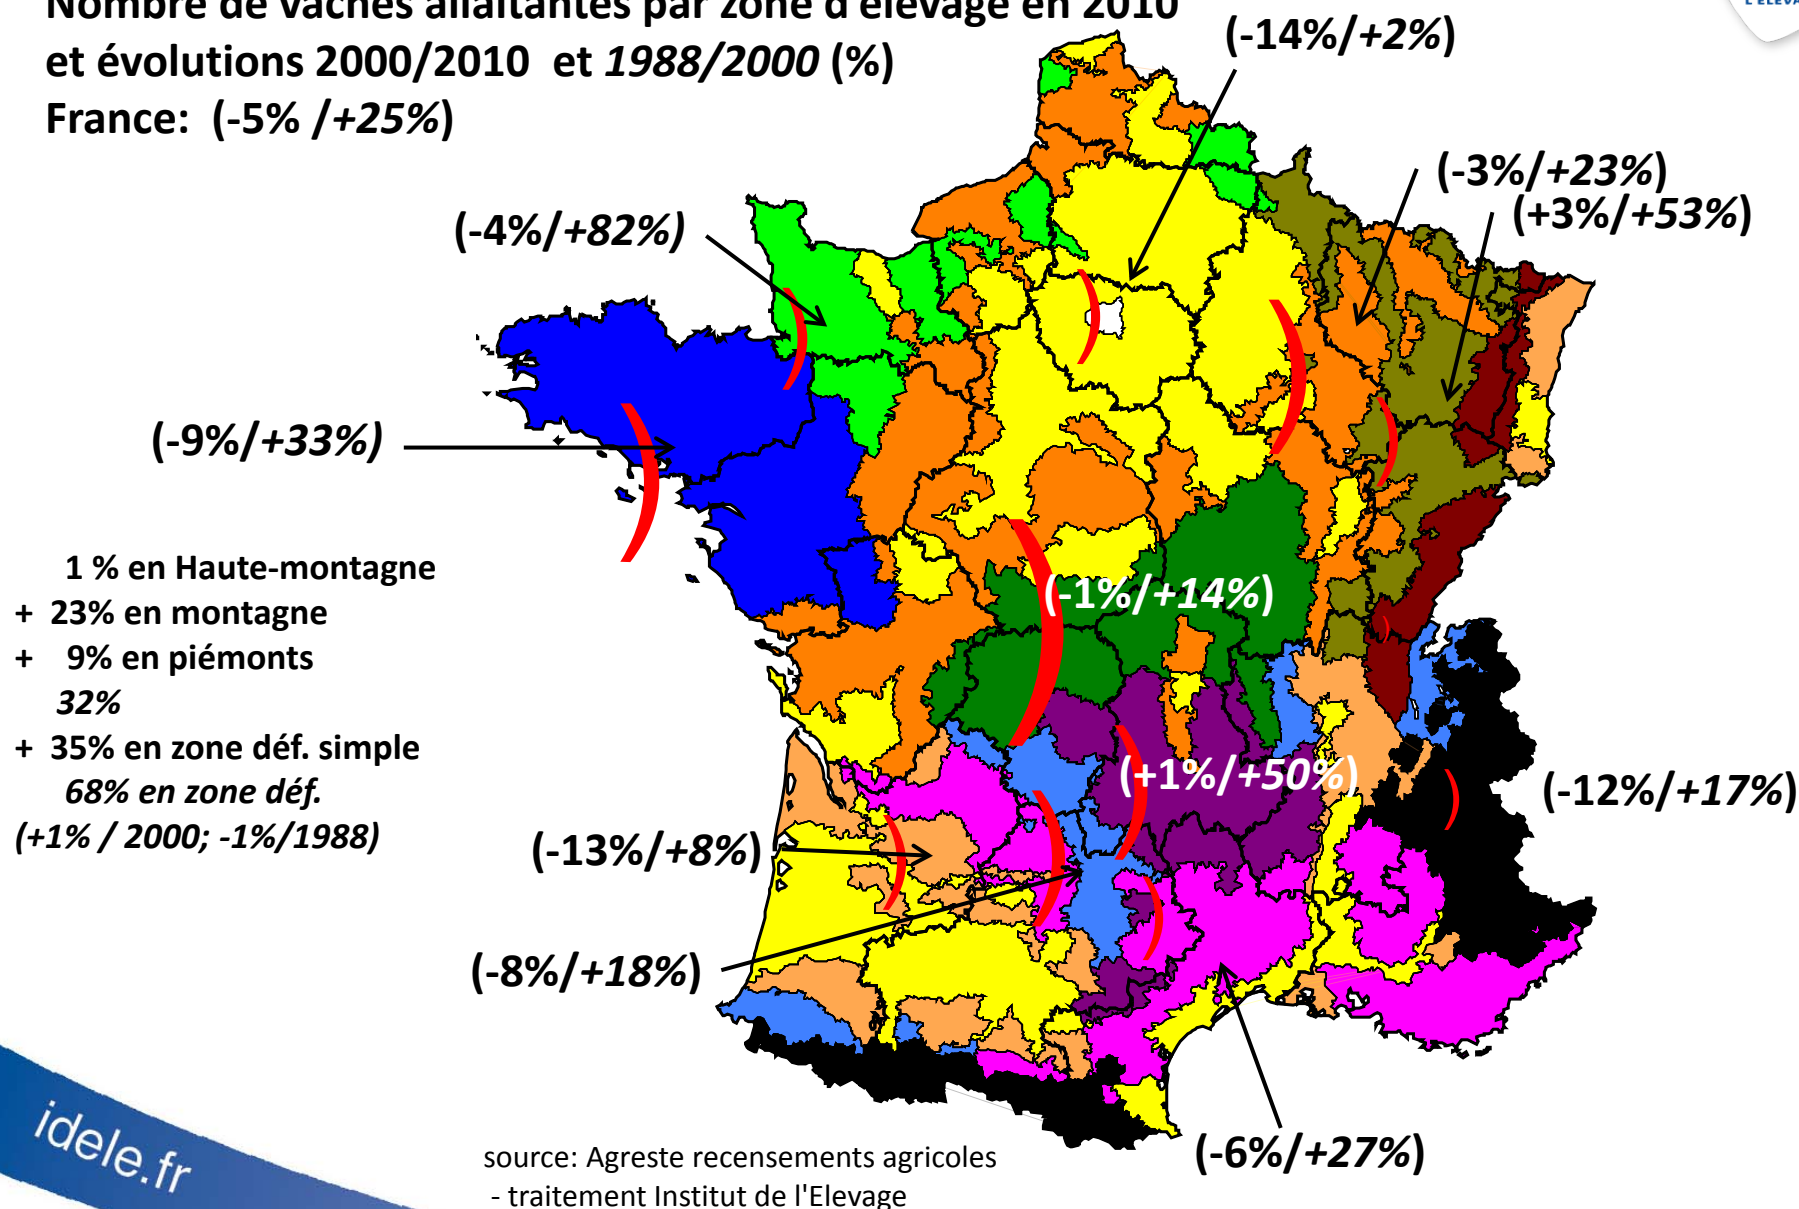 Nombre de vaches allaitantes par zone d'élevage en 2010
et évolutions 2000/2010 et 1988/2000 (%)
France: (-5% /+25%)
L'ELEVA
(-14%/+2%)
(-3%/+23%)
(+3%/+53%)
(-4%/+82%)
(-9%/+33%)
1 % en Haute-montagne
+ 23% en montagne
+ 9% en piémonts
32%
+ 35% en zone déf. simple
68% en zone déf.
(+1% / 2000; -1%/1988)
(-1%/+14%)
(+1%/+50%)
(-12%/+17%)
(-13%/+8%)
(-8%/+18%)
(-6%/+27%)
idele.fr
source: Agreste recensements agricoles
- traitement Institut de l'Elevage